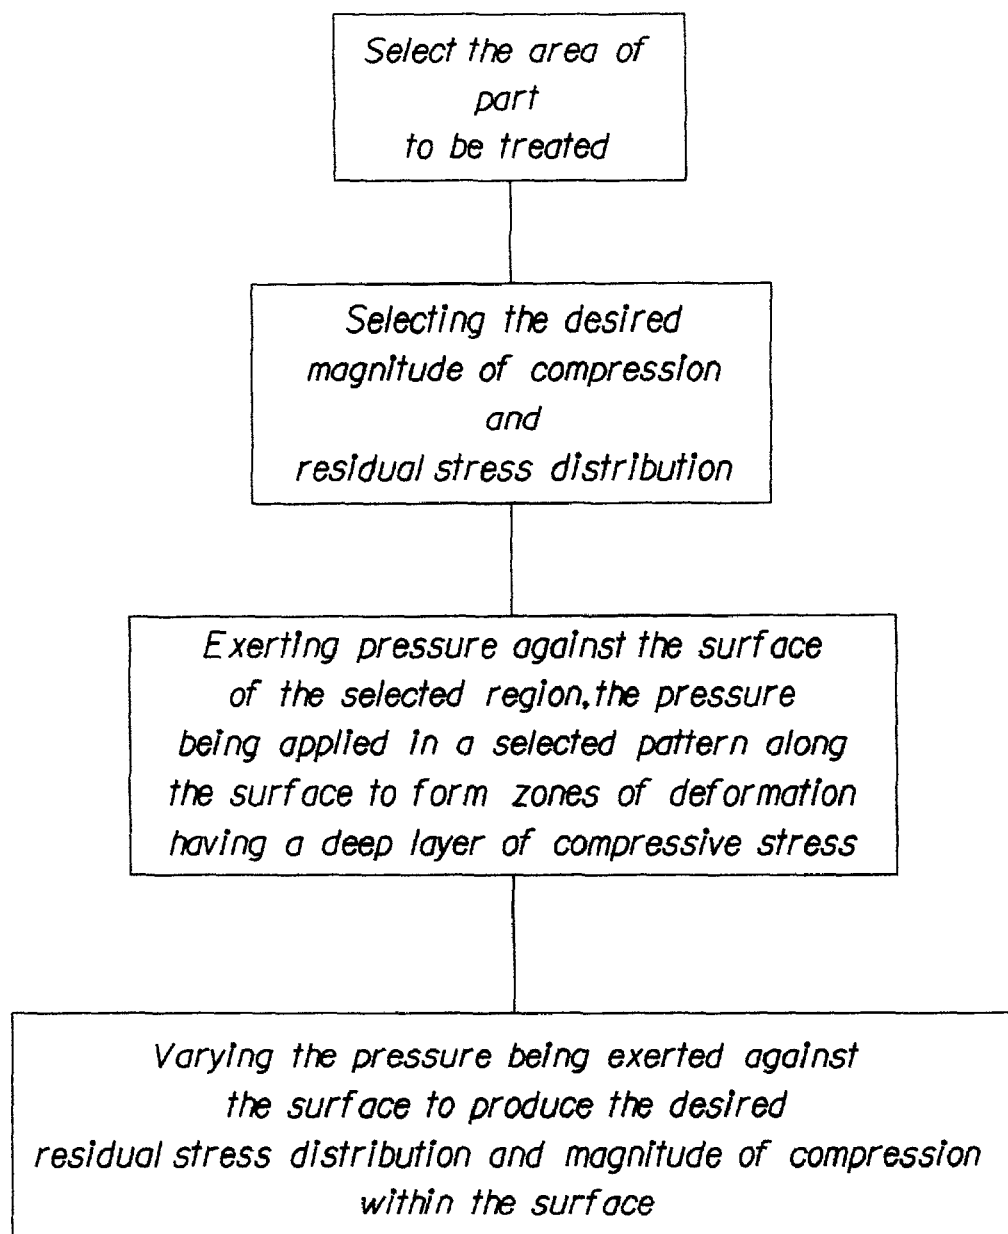 Select the area of
part
to be treated
Selecting the desired
magnitude of compression
and
residual stress distribution
Exerting pressure against the surface
of the selected region, the pressure
being applied in a selected pattern along
the surface to form zones of deformation
having a deep layer of compressive stress
Varying the pressure being exerted against
the surface to produce the desired
residual stress distribution and magnitude of compression
within the surface